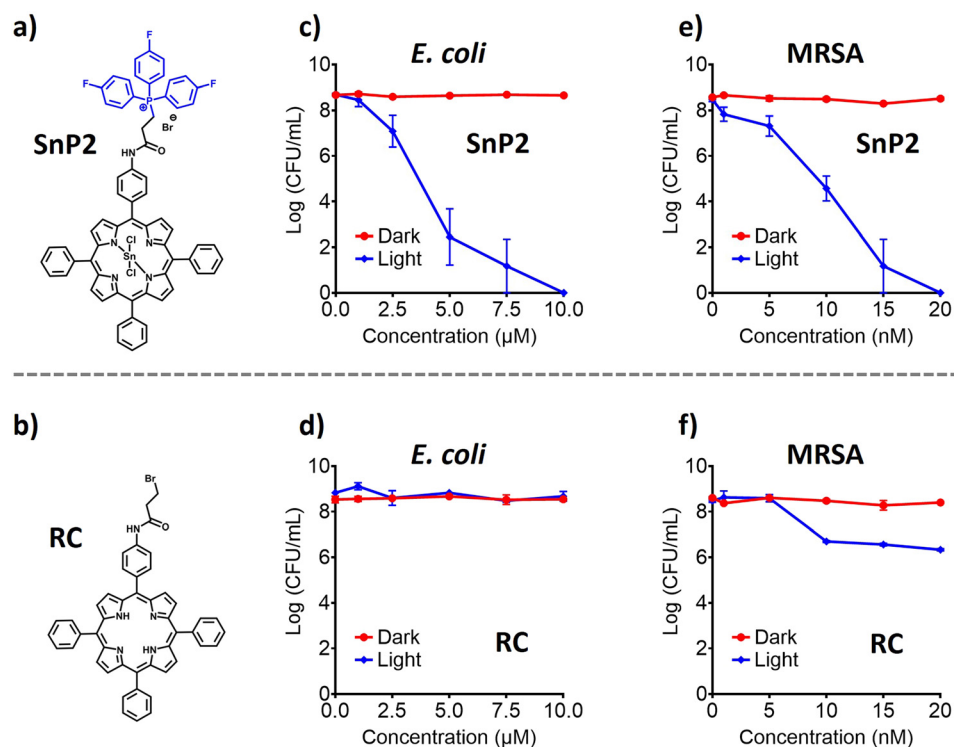 a)
F
F
F
P
⊕
Br
⊖
SnP2
HN
O
N
Cl
N
Sn
N
Cl
N
c)
E. coli
Log (CFU/mL)
10
8
6
4
2
0
SnP2
Dark
Light
0.0 2.5 5.0 7.5 10.0
Concentration (µM)
e)
MRSA
Log (CFU/mL)
10
8
6
4
2
0
SnP2
Dark
Light
0 5 10 15 20
Concentration (nM)
b)
Br
O
HN
RC
NH N
N HN
d)
E. coli
Log (CFU/mL)
10
8
6
4
2
0
Dark
Light
RC
0.0 2.5 5.0 7.5 10.0
Concentration (µM)
f)
MRSA
Log (CFU/mL)
10
8
6
4
2
0
Dark
Light
RC
0 5 10 15 20
Concentration (nM)